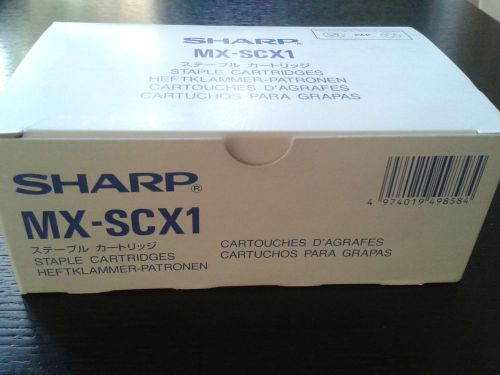 PAP
SHARP®
MX-SCX1
ステープル カートリッジ
STAPLE CARTRIDGES
HEFTKLAMMER-PATRONEN
CARTOUCHES D'AGRAFES
CARTUCHOS PARA GRAPAS
SHARP®
MX-SCX1
ステープル カートリッジ
STAPLE CARTRIDGES
HEFTKLAMMER-PATRONEN
CARTOUCHES D'AGRAFES
CARTUCHOS PARA GRAPAS
4 974019 498584